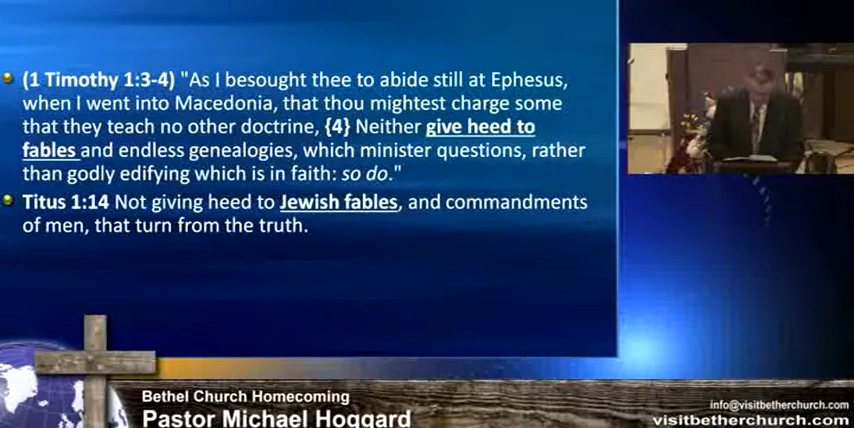 (1 Timothy 1:3-4) "As I besought thee to abide still at Ephesus,
when I went into Macedonia, that thou mightest charge some
that they teach no other doctrine, {4} Neither give heed to
fables and endless genealogies, which minister questions, rather
than godly edifying which is in faith: so do."
Titus 1:14 Not giving heed to Jewish fables, and commandments
of men, that turn from the truth.
Bethel Church Homecoming
Pastor Michael Hoggard
info@visitbetherchurch.com
visitbetherchurch.com